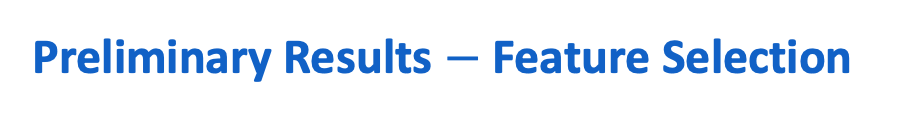 Preliminary Results — Feature Selection